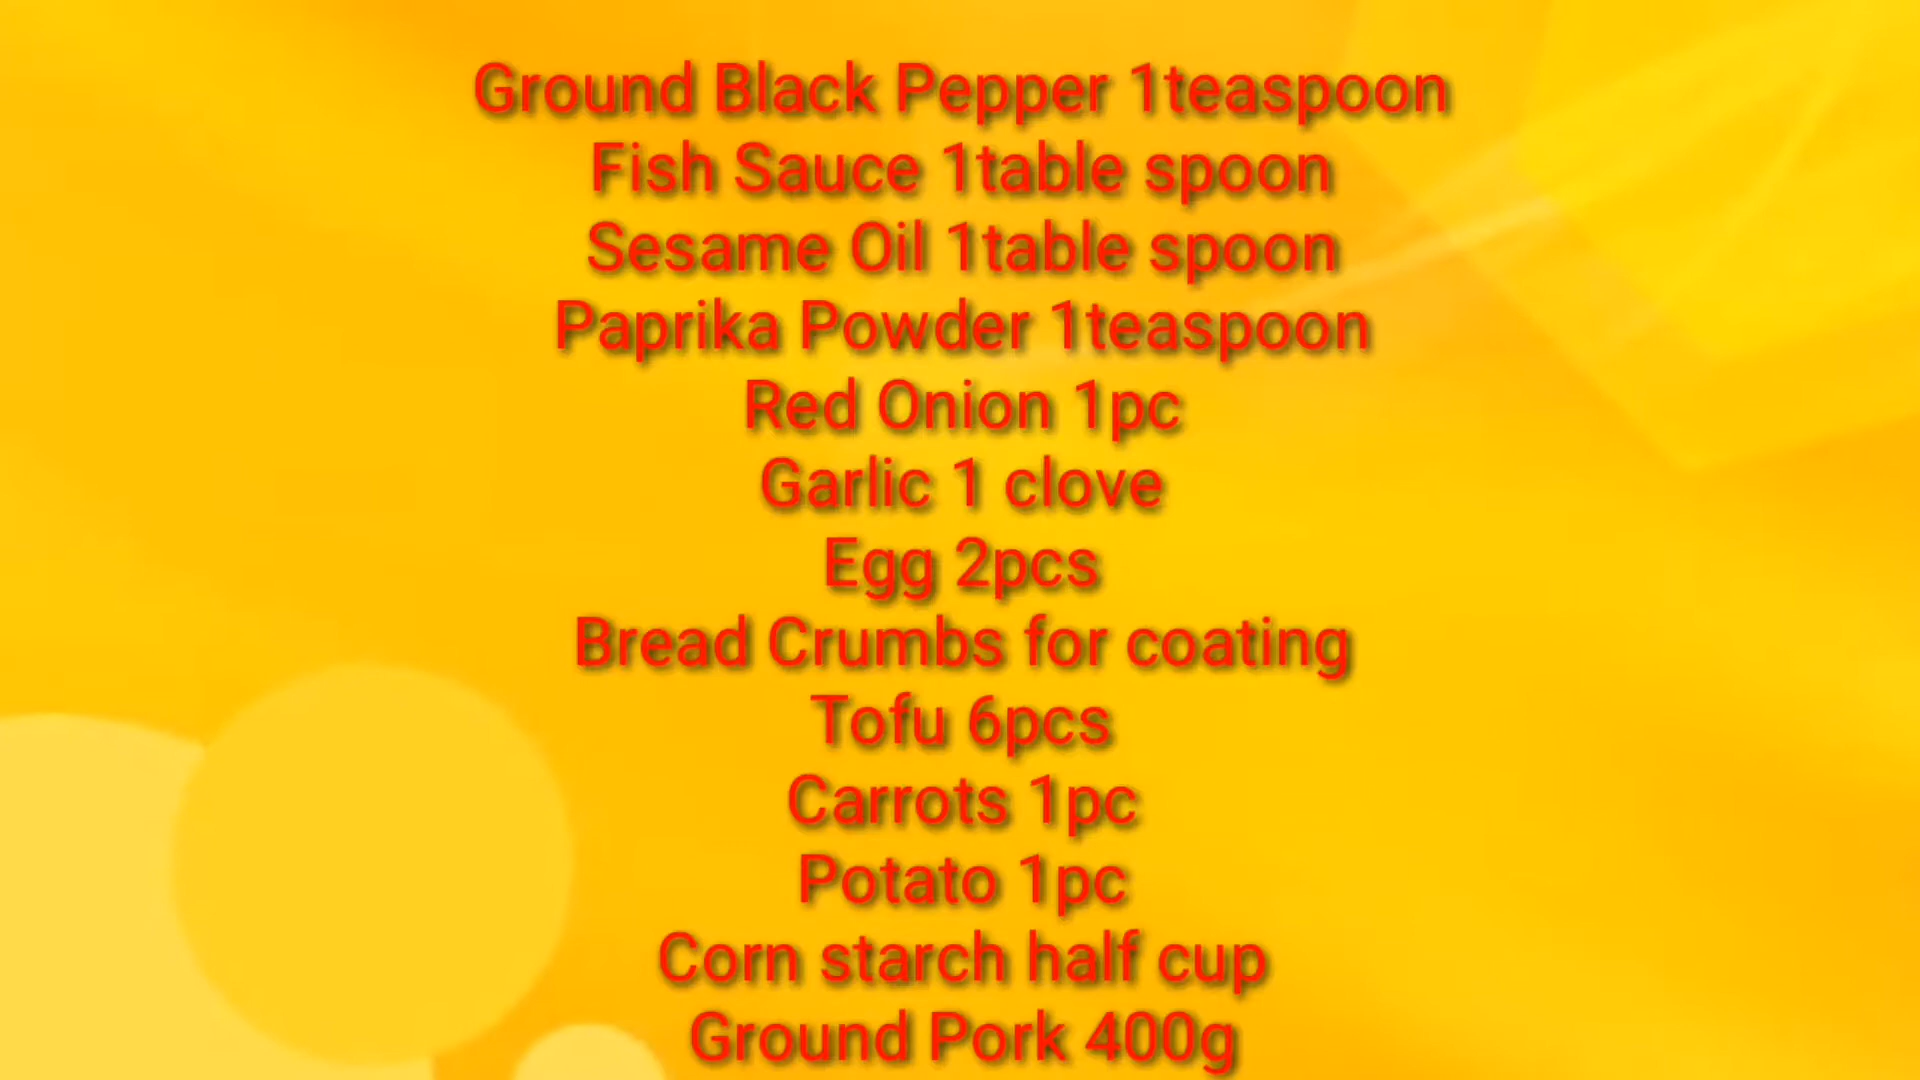 Ground Black Pepper 1teaspoon
Fish Sauce 1table spoon
Sesame Oil 1table spoon
Paprika Powder 1teaspoon
Red Onion 1pc
Garlic 1 clove
Egg 2pcs
Bread Crumbs for coating
Tofu 6pcs
Carrots 1pc
Potato 1pc
Corn starch half cup
Ground Pork 400g